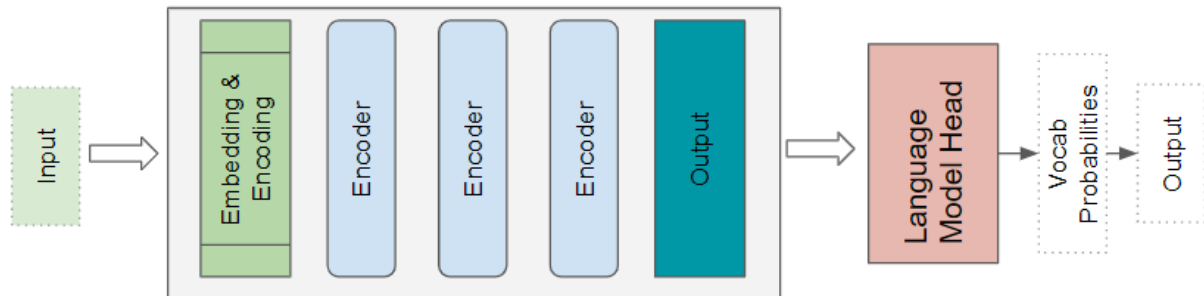 Input
Embedding &
Encoding
Encoder
Encoder
Encoder
Output
Language
Model Head
Vocab
Probabilities
Output